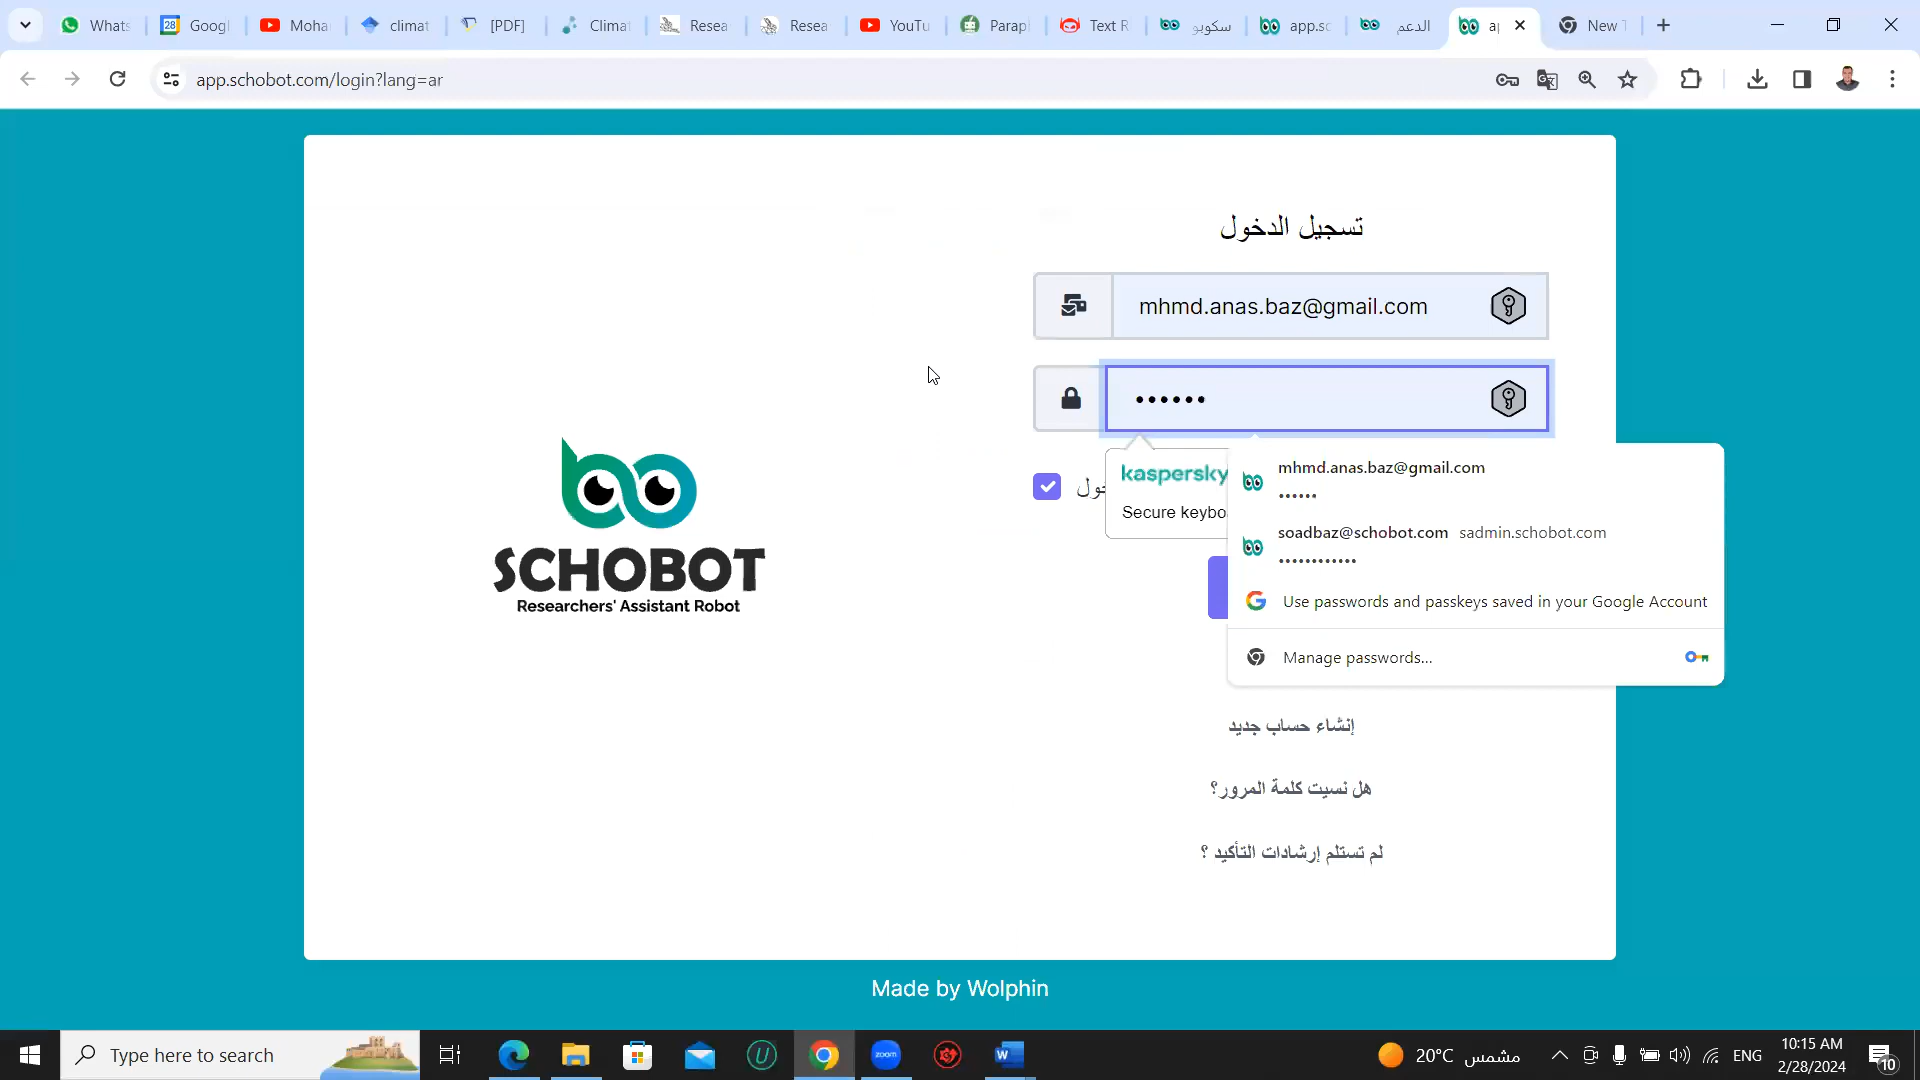 Whats
Googl
Moha
climat
[PDF]
Climat
Resea
Resea
YouTu
Parap
Text R
سكوبو
app.sc
الدعم
New
app.schobot.com/login?lang=ar
تسجيل الدخول
mhmd.anas.baz@gmail.com
••••••
kaspersky
Secure keybo
mhmd.anas.baz@gmail.com
••••••
soadbaz@schobot.com sadmin.schobot.com
••••••••••••
Use passwords and passkeys saved in your Google Account
Manage passwords...
SCHOBOT
Researchers' Assistant Robot
إنشاء حساب جديد
هل نسيت كلمة المرور؟
لم تستلم إرشادات التأكيد ؟
Made by Wolphin
Type here to search
zoom
20°C مشمس
ENG
10:15 AM
2/28/2024
10